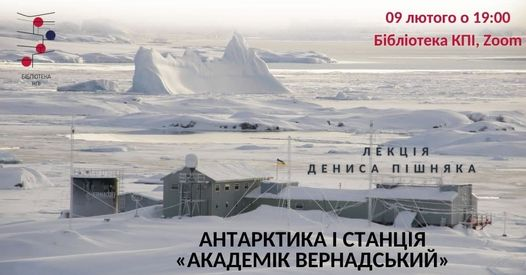 09 лютого о 19:00
Бібліотека КПІ, Zoom
БІБЛІОТЕКА
КПІ
ЛЕКЦІЯ
ДЕНИСА ПІШНЯКА
АНТАРКТИКА І СТАНЦІЯ
«АКАДЕМІК ВЕРНАДСЬКИЙ»